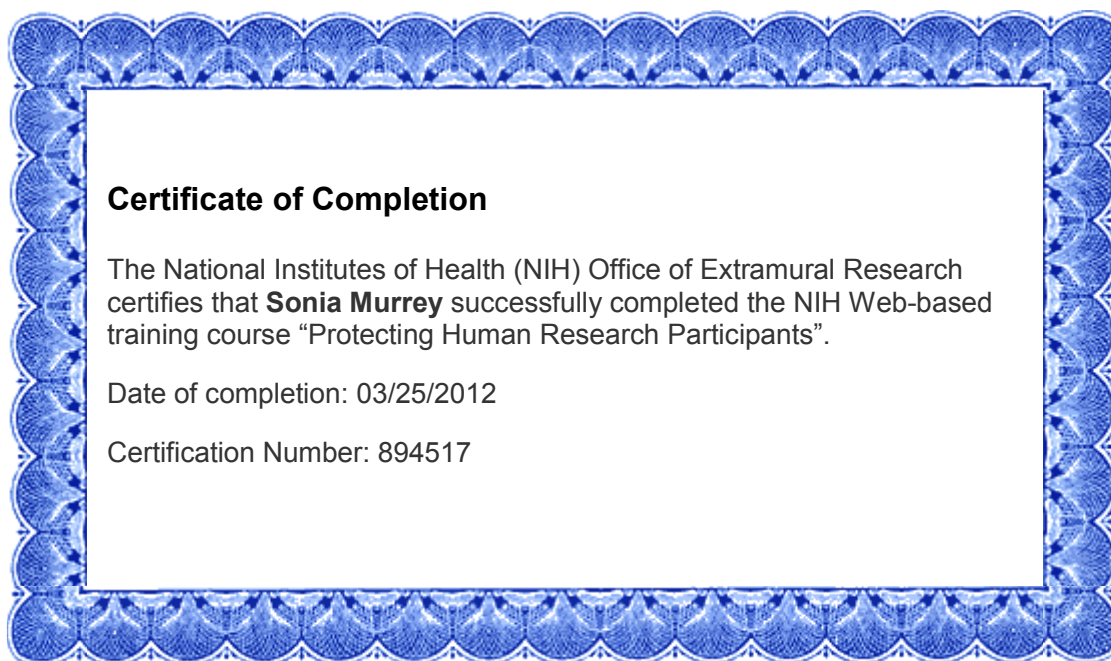 Certificate of Completion
The National Institutes of Health (NIH) Office of Extramural Research
certifies that Sonia Murrey successfully completed the NIH Web-based
training course “Protecting Human Research Participants”.
Date of completion: 03/25/2012
Certification Number: 894517